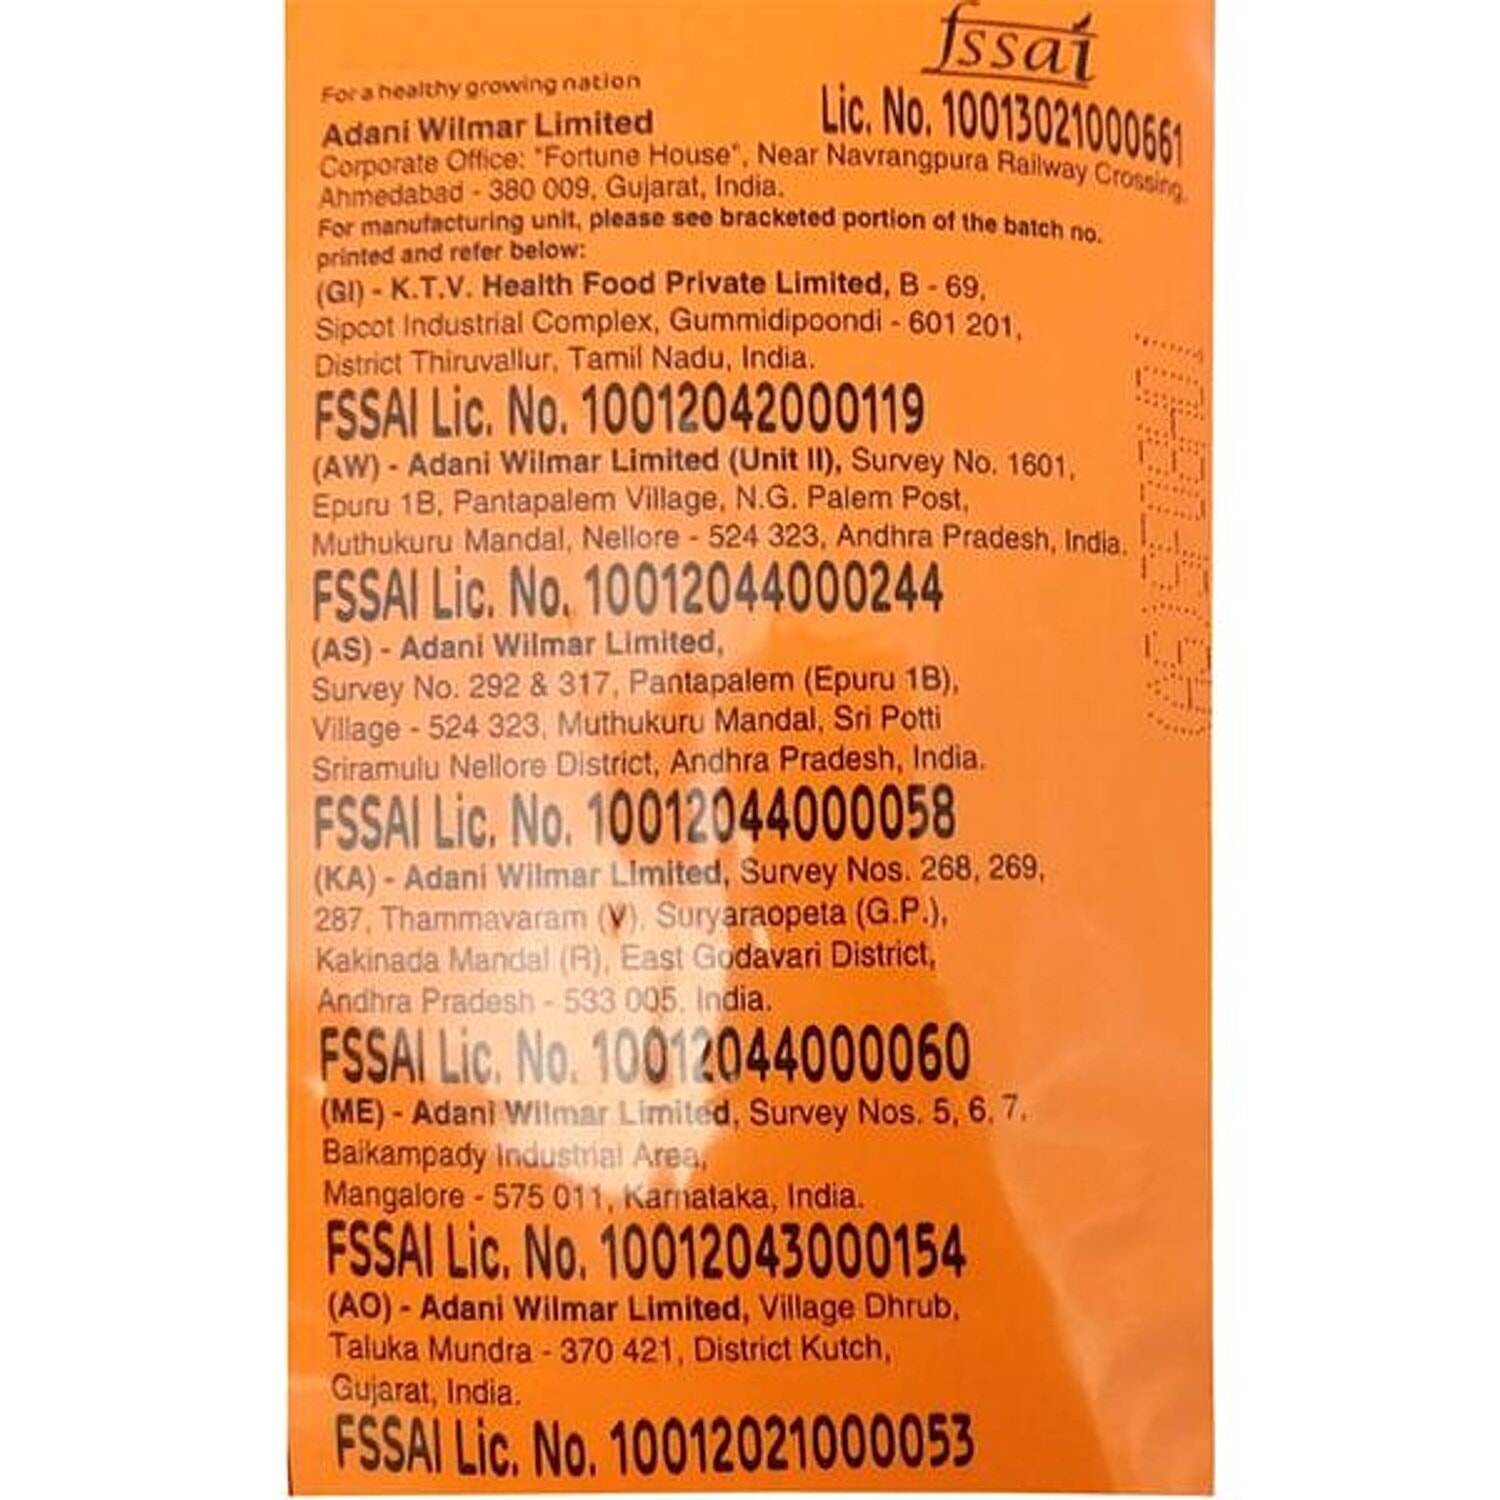 fssai
For a healthy growing nation
Lic. No. 10013021000661
Adani Wilmar Limited
Corporate Office: "Fortune House", Near Navrangpura Railway Crossing,
Ahmedabad - 380 009, Gujarat, India.
For manufacturing unit, please see bracketed portion of the batch no.
printed and refer below:
(GI) - K.T.V. Health Food Private Limited, B - 69,
Sipcot Industrial Complex, Gummidipoondi - 601 201,
District Thiruvallur, Tamil Nadu, India.
FSSAI Lic. No. 10012042000119
(AW) - Adani Wilmar Limited (Unit II), Survey No. 1601,
Epuru 1B, Pantapalem Village, N.G. Palem Post,
Muthukuru Mandal, Nellore - 524 323, Andhra Pradesh, India.
FSSAI Lic. No. 10012044000244
(AS) - Adani Wilmar Limited,
Survey No. 292 & 317, Pantapalem (Epuru 1B),
Village - 524 323, Muthukuru Mandal, Sri Potti
Sriramulu Nellore District, Andhra Pradesh, India.
FSSAI Lic. No. 10012044000058
(KA) - Adani Wilmar Limited, Survey Nos. 268, 269,
287, Thammavaram (V), Suryaraopeta (G.P.),
Kakinada Mandal (R), East Godavari District,
Andhra Pradesh - 533 005, India.
FSSAI Lic. No. 10012044000060
(ME) - Adani Wilmar Limited, Survey Nos. 5, 6, 7,
Baikampady Industrial Area,
Mangalore - 575 011, Karnataka, India.
FSSAI Lic. No. 10012043000154
(AO) - Adani Wilmar Limited, Village Dhrub,
Taluka Mundra - 370 421, District Kutch,
Gujarat, India.
FSSAI Lic. No. 10012021000053